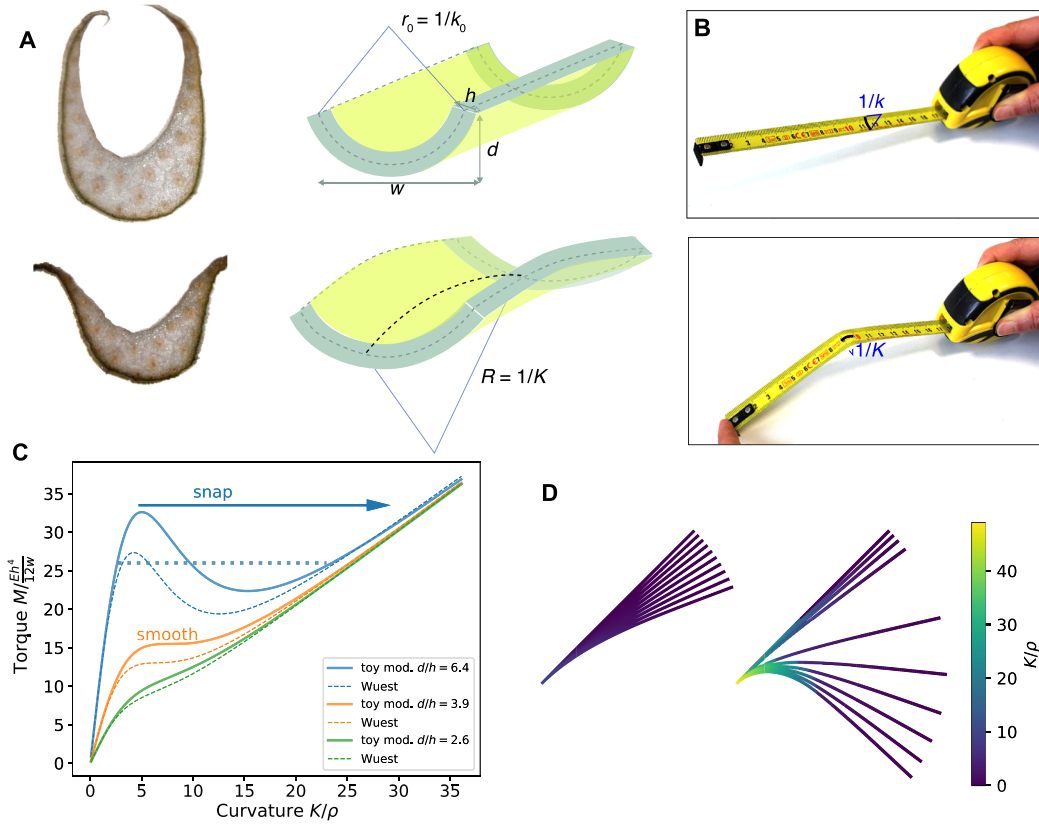 A
r₀ = 1/k₀
h
d
w
R = 1/K
B
1/k
1/K
C
Torque M/Eh⁴/12w
35
30
25
20
15
10
5
0
snap
smooth
toy mod. d/h = 6.4
Wuest
toy mod. d/h = 3.9
Wuest
toy mod. d/h = 2.6
Wuest
0 5 10 15 20 25 30 35
Curvature K/ρ
D
40
30
20
10
0
K/ρ